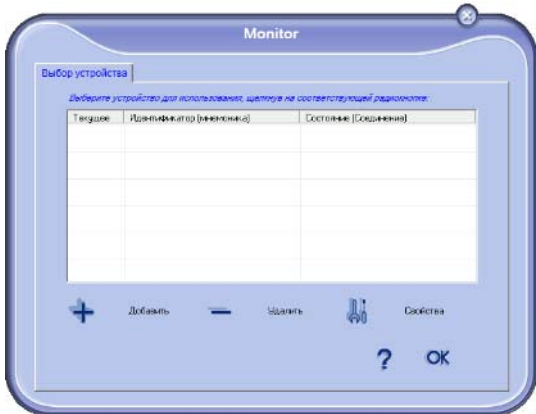 Monitor
Выбор устройства
Выберите устройство для использования, щелкнув на соответствующей радиокнопке:
Текущее Идентификатор (мнемоника) Состояние (Соединение)
Добавить Удалить Свойства
? OK